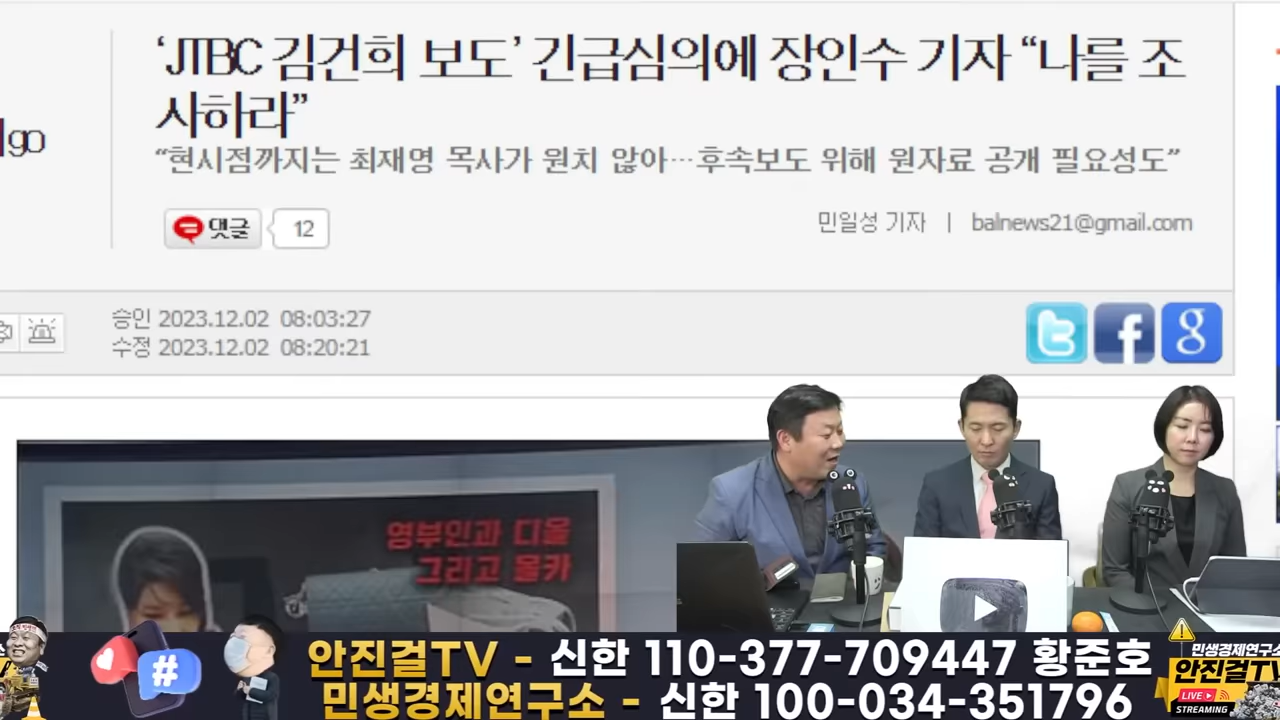 ‘JTBC 김건희 보도’ 긴급심의에 장인수 기자 “나를 조
사하라”
go
“현시점까지는 최재영 목사가 원치 않아…후속보도 위해 원자료 공개 필요성도”
댓글 12
민일성 기자 | balnews21@gmail.com
승인 2023.12.02 08:03:27
수정 2023.12.02 08:20:21
영부인과 디올
그리고 몰카
안진걸TV - 신한 110-377-709447 황준호
민생경제연구소 - 신한 100-034-351796
#
민생경제연구소
안진걸TV
LIVE
STREAMING